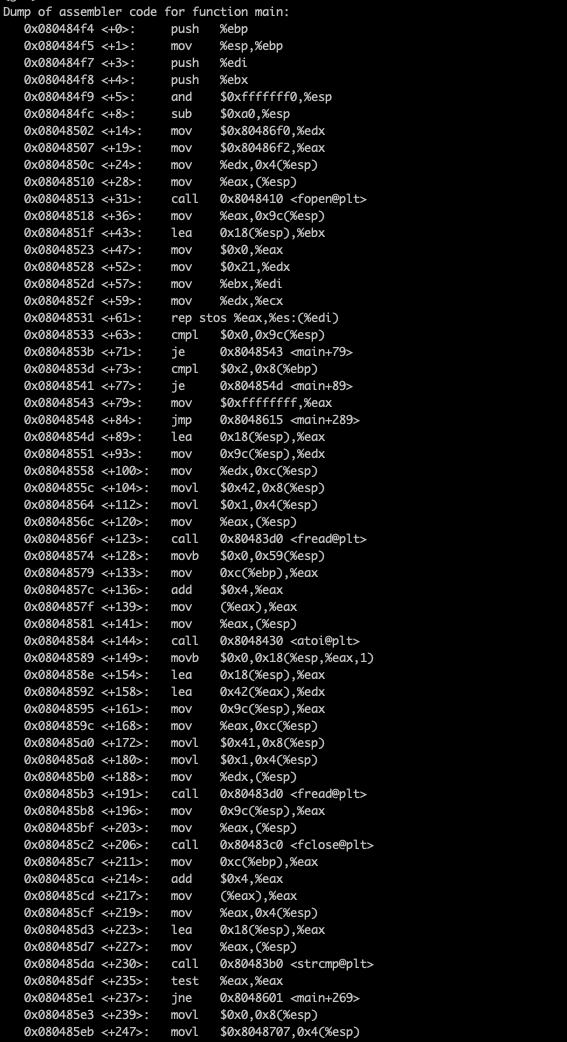 Dump of assembler code for function main:
0x080484f4 <+0>: push %ebp
0x080484f5 <+1>: mov %esp,%ebp
0x080484f7 <+3>: push %edi
0x080484f8 <+4>: push %ebx
0x080484f9 <+5>: and $0xfffffff0,%esp
0x080484fc <+8>: sub $0xa0,%esp
0x08048502 <+14>: mov $0x80486f0,%edx
0x08048507 <+19>: mov $0x80486f2,%eax
0x0804850c <+24>: mov %edx,0x4(%esp)
0x08048510 <+28>: mov %eax,(%esp)
0x08048513 <+31>: call 0x8048410 <fopen@plt>
0x08048518 <+36>: mov %eax,0x9c(%esp)
0x0804851f <+43>: lea 0x18(%esp),%ebx
0x08048523 <+47>: mov $0x0,%eax
0x08048528 <+52>: mov $0x21,%edx
0x0804852d <+57>: mov %ebx,%edi
0x0804852f <+59>: mov %edx,%ecx
0x08048531 <+61>: rep stos %eax,%es:(%edi)
0x08048533 <+63>: cmpl $0x0,0x9c(%esp)
0x0804853b <+71>: je 0x8048543 <main+79>
0x0804853d <+73>: cmpl $0x2,0x8(%ebp)
0x08048541 <+77>: je 0x804854d <main+89>
0x08048543 <+79>: mov $0xffffffff,%eax
0x08048548 <+84>: jmp 0x8048615 <main+289>
0x0804854d <+89>: lea 0x18(%esp),%eax
0x08048551 <+93>: mov 0x9c(%esp),%edx
0x08048558 <+100>: mov %edx,0xc(%esp)
0x0804855c <+104>: movl $0x42,0x8(%esp)
0x08048564 <+112>: movl $0x1,0x4(%esp)
0x0804856c <+120>: mov %eax,(%esp)
0x0804856f <+123>: call 0x80483d0 <fread@plt>
0x08048574 <+128>: movb $0x0,0x59(%esp)
0x08048579 <+133>: mov 0xc(%ebp),%eax
0x0804857c <+136>: add $0x4,%eax
0x0804857f <+139>: mov (%eax),%eax
0x08048581 <+141>: mov %eax,(%esp)
0x08048584 <+144>: call 0x8048430 <atoi@plt>
0x08048589 <+149>: movb $0x0,0x18(%esp,%eax,1)
0x0804858e <+154>: lea 0x18(%esp),%eax
0x08048592 <+158>: lea 0x42(%eax),%edx
0x08048595 <+161>: mov 0x9c(%esp),%eax
0x0804859c <+168>: mov %eax,0xc(%esp)
0x080485a0 <+172>: movl $0x41,0x8(%esp)
0x080485a8 <+180>: movl $0x1,0x4(%esp)
0x080485b0 <+188>: mov %edx,(%esp)
0x080485b3 <+191>: call 0x80483d0 <fread@plt>
0x080485b8 <+196>: mov 0x9c(%esp),%eax
0x080485bf <+203>: mov %eax,(%esp)
0x080485c2 <+206>: call 0x80483c0 <fclose@plt>
0x080485c7 <+211>: mov 0xc(%ebp),%eax
0x080485ca <+214>: add $0x4,%eax
0x080485cd <+217>: mov (%eax),%eax
0x080485cf <+219>: mov %eax,0x4(%esp)
0x080485d3 <+223>: lea 0x18(%esp),%eax
0x080485d7 <+227>: mov %eax,(%esp)
0x080485da <+230>: call 0x80483b0 <strcmp@plt>
0x080485df <+235>: test %eax,%eax
0x080485e1 <+237>: jne 0x8048601 <main+269>
0x080485e3 <+239>: movl $0x0,0x8(%esp)
0x080485eb <+247>: movl $0x8048707,0x4(%esp)